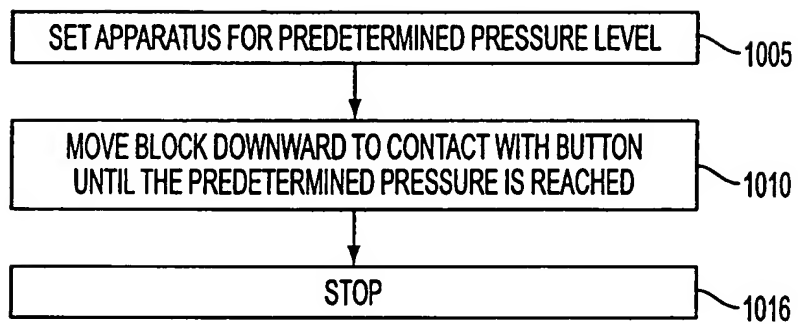 SET APPARATUS FOR PREDETERMINED PRESSURE LEVEL
1005
MOVE BLOCK DOWNWARD TO CONTACT WITH BUTTON
UNTIL THE PREDETERMINED PRESSURE IS REACHED
1010
STOP
1016